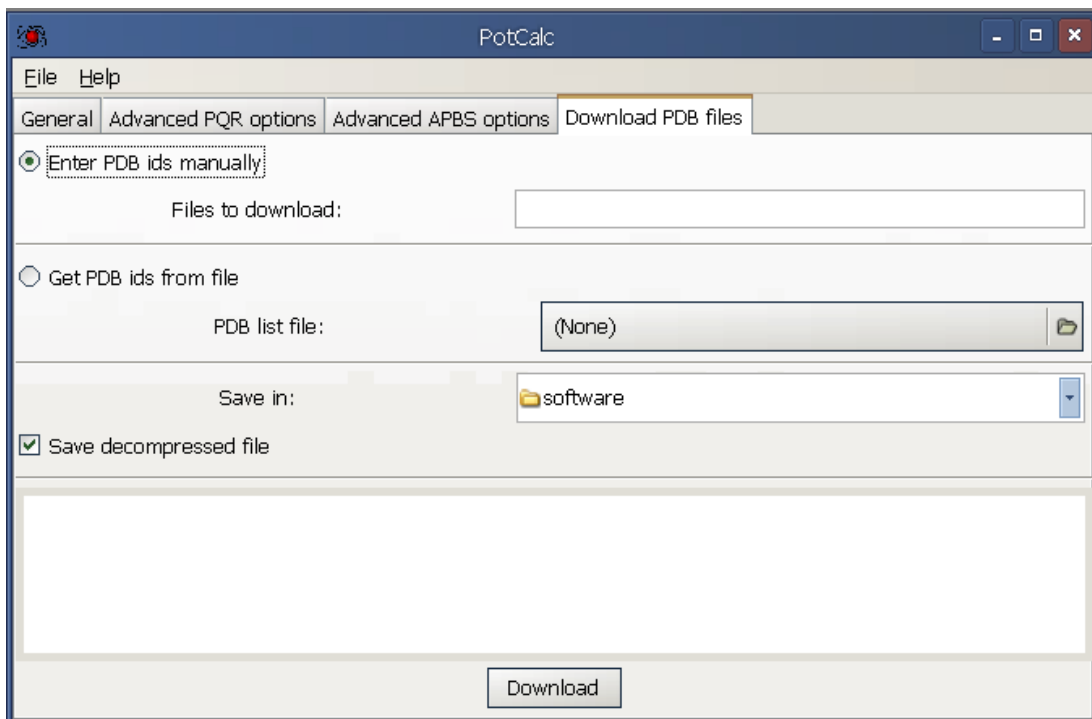 PotCalc
File Help
General Advanced PQR options Advanced APBS options Download PDB files
Enter PDB ids manually
Files to download:
Get PDB ids from file
PDB list file: (None)
Save in: software
Save decompressed file
Download